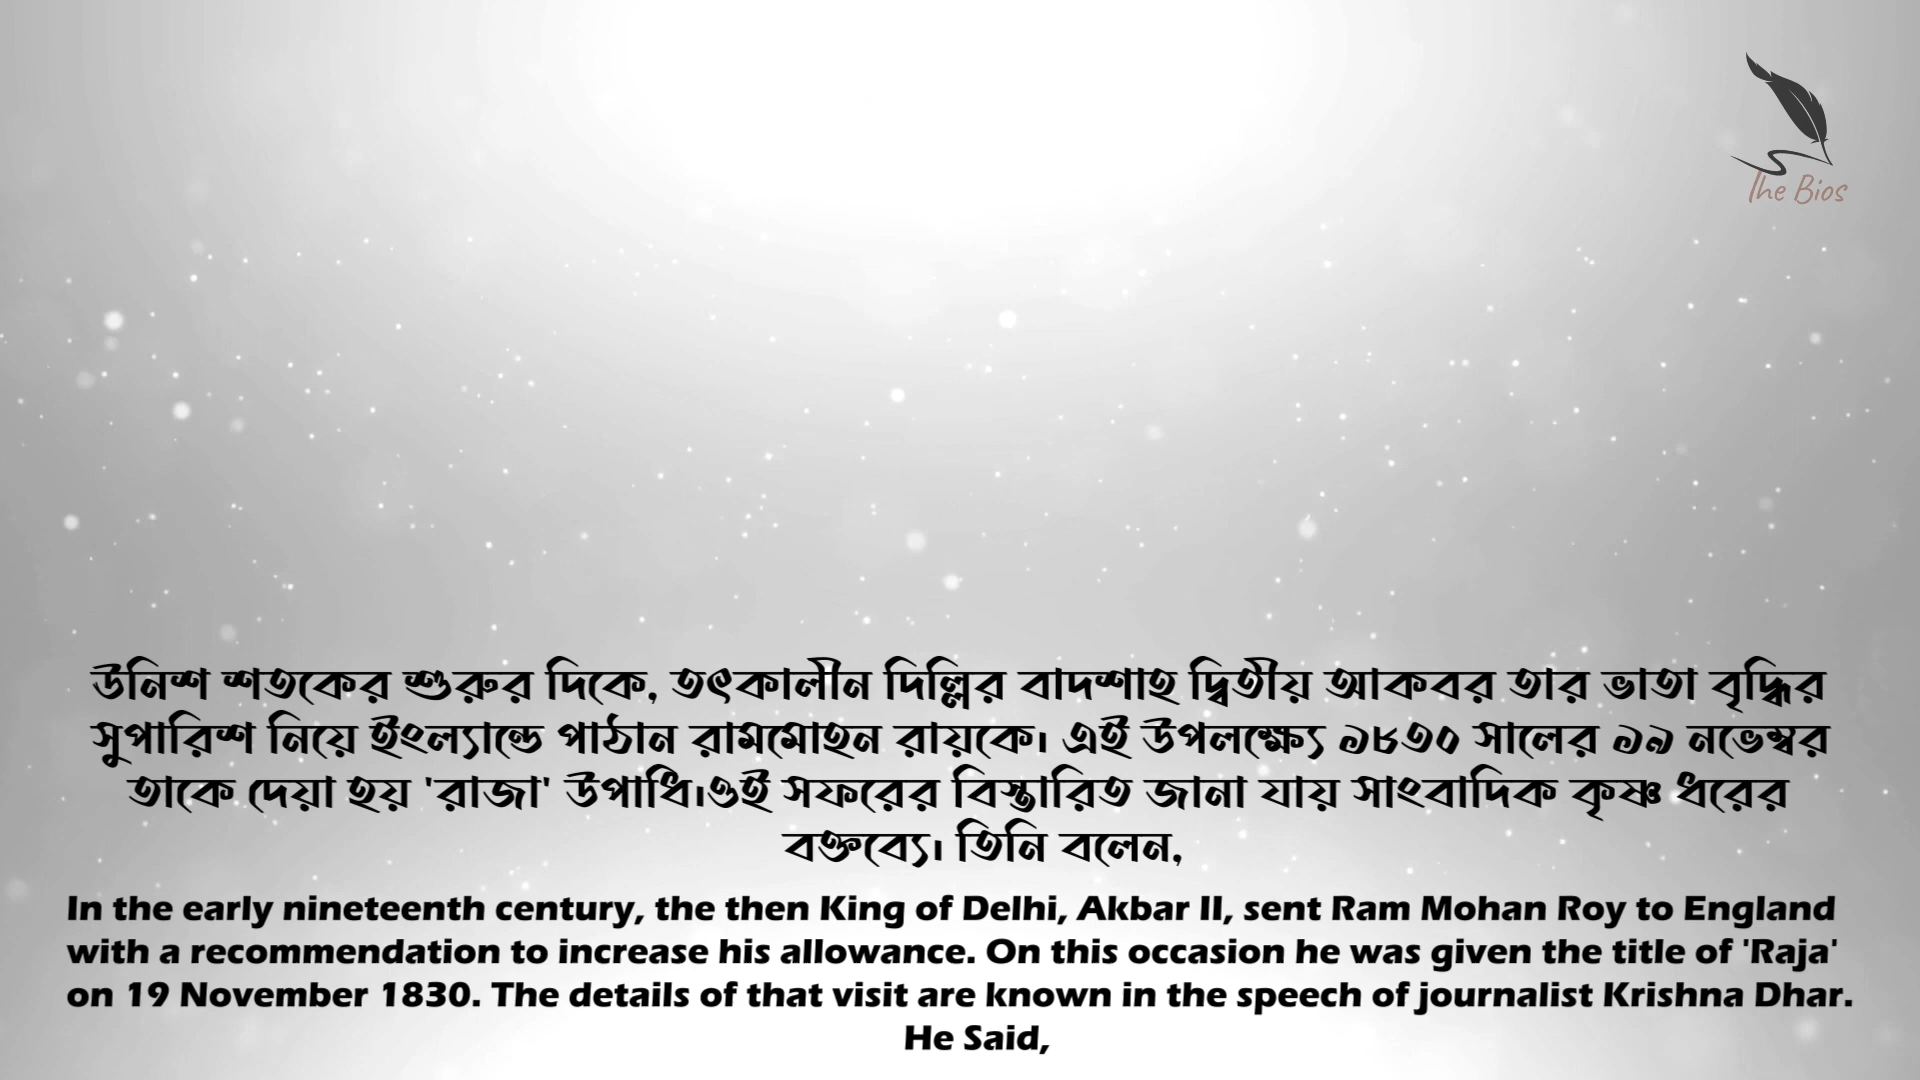 The Bios
উনিশ শতকের শুরুর দিকে, তৎকালীন দিল্লির বাদশাহ দ্বিতীয় আকবর তার ভাতা বৃদ্ধির
সুপারিশ নিয়ে ইংল্যান্ডে পাঠান রামমোহন রায়কে। এই উপলক্ষ্যে ১৮৩০ সালের ১৯ নভেম্বর
তাকে দেয়া হয় 'রাজা' উপাধি।ওই সফরের বিস্তারিত জানা যায় সাংবাদিক কৃষ্ণ ধরের
বক্তব্যে। তিনি বলেন,
In the early nineteenth century, the then King of Delhi, Akbar II, sent Ram Mohan Roy to England
with a recommendation to increase his allowance. On this occasion he was given the title of 'Raja'
on 19 November 1830. The details of that visit are known in the speech of journalist Krishna Dhar.
He Said,